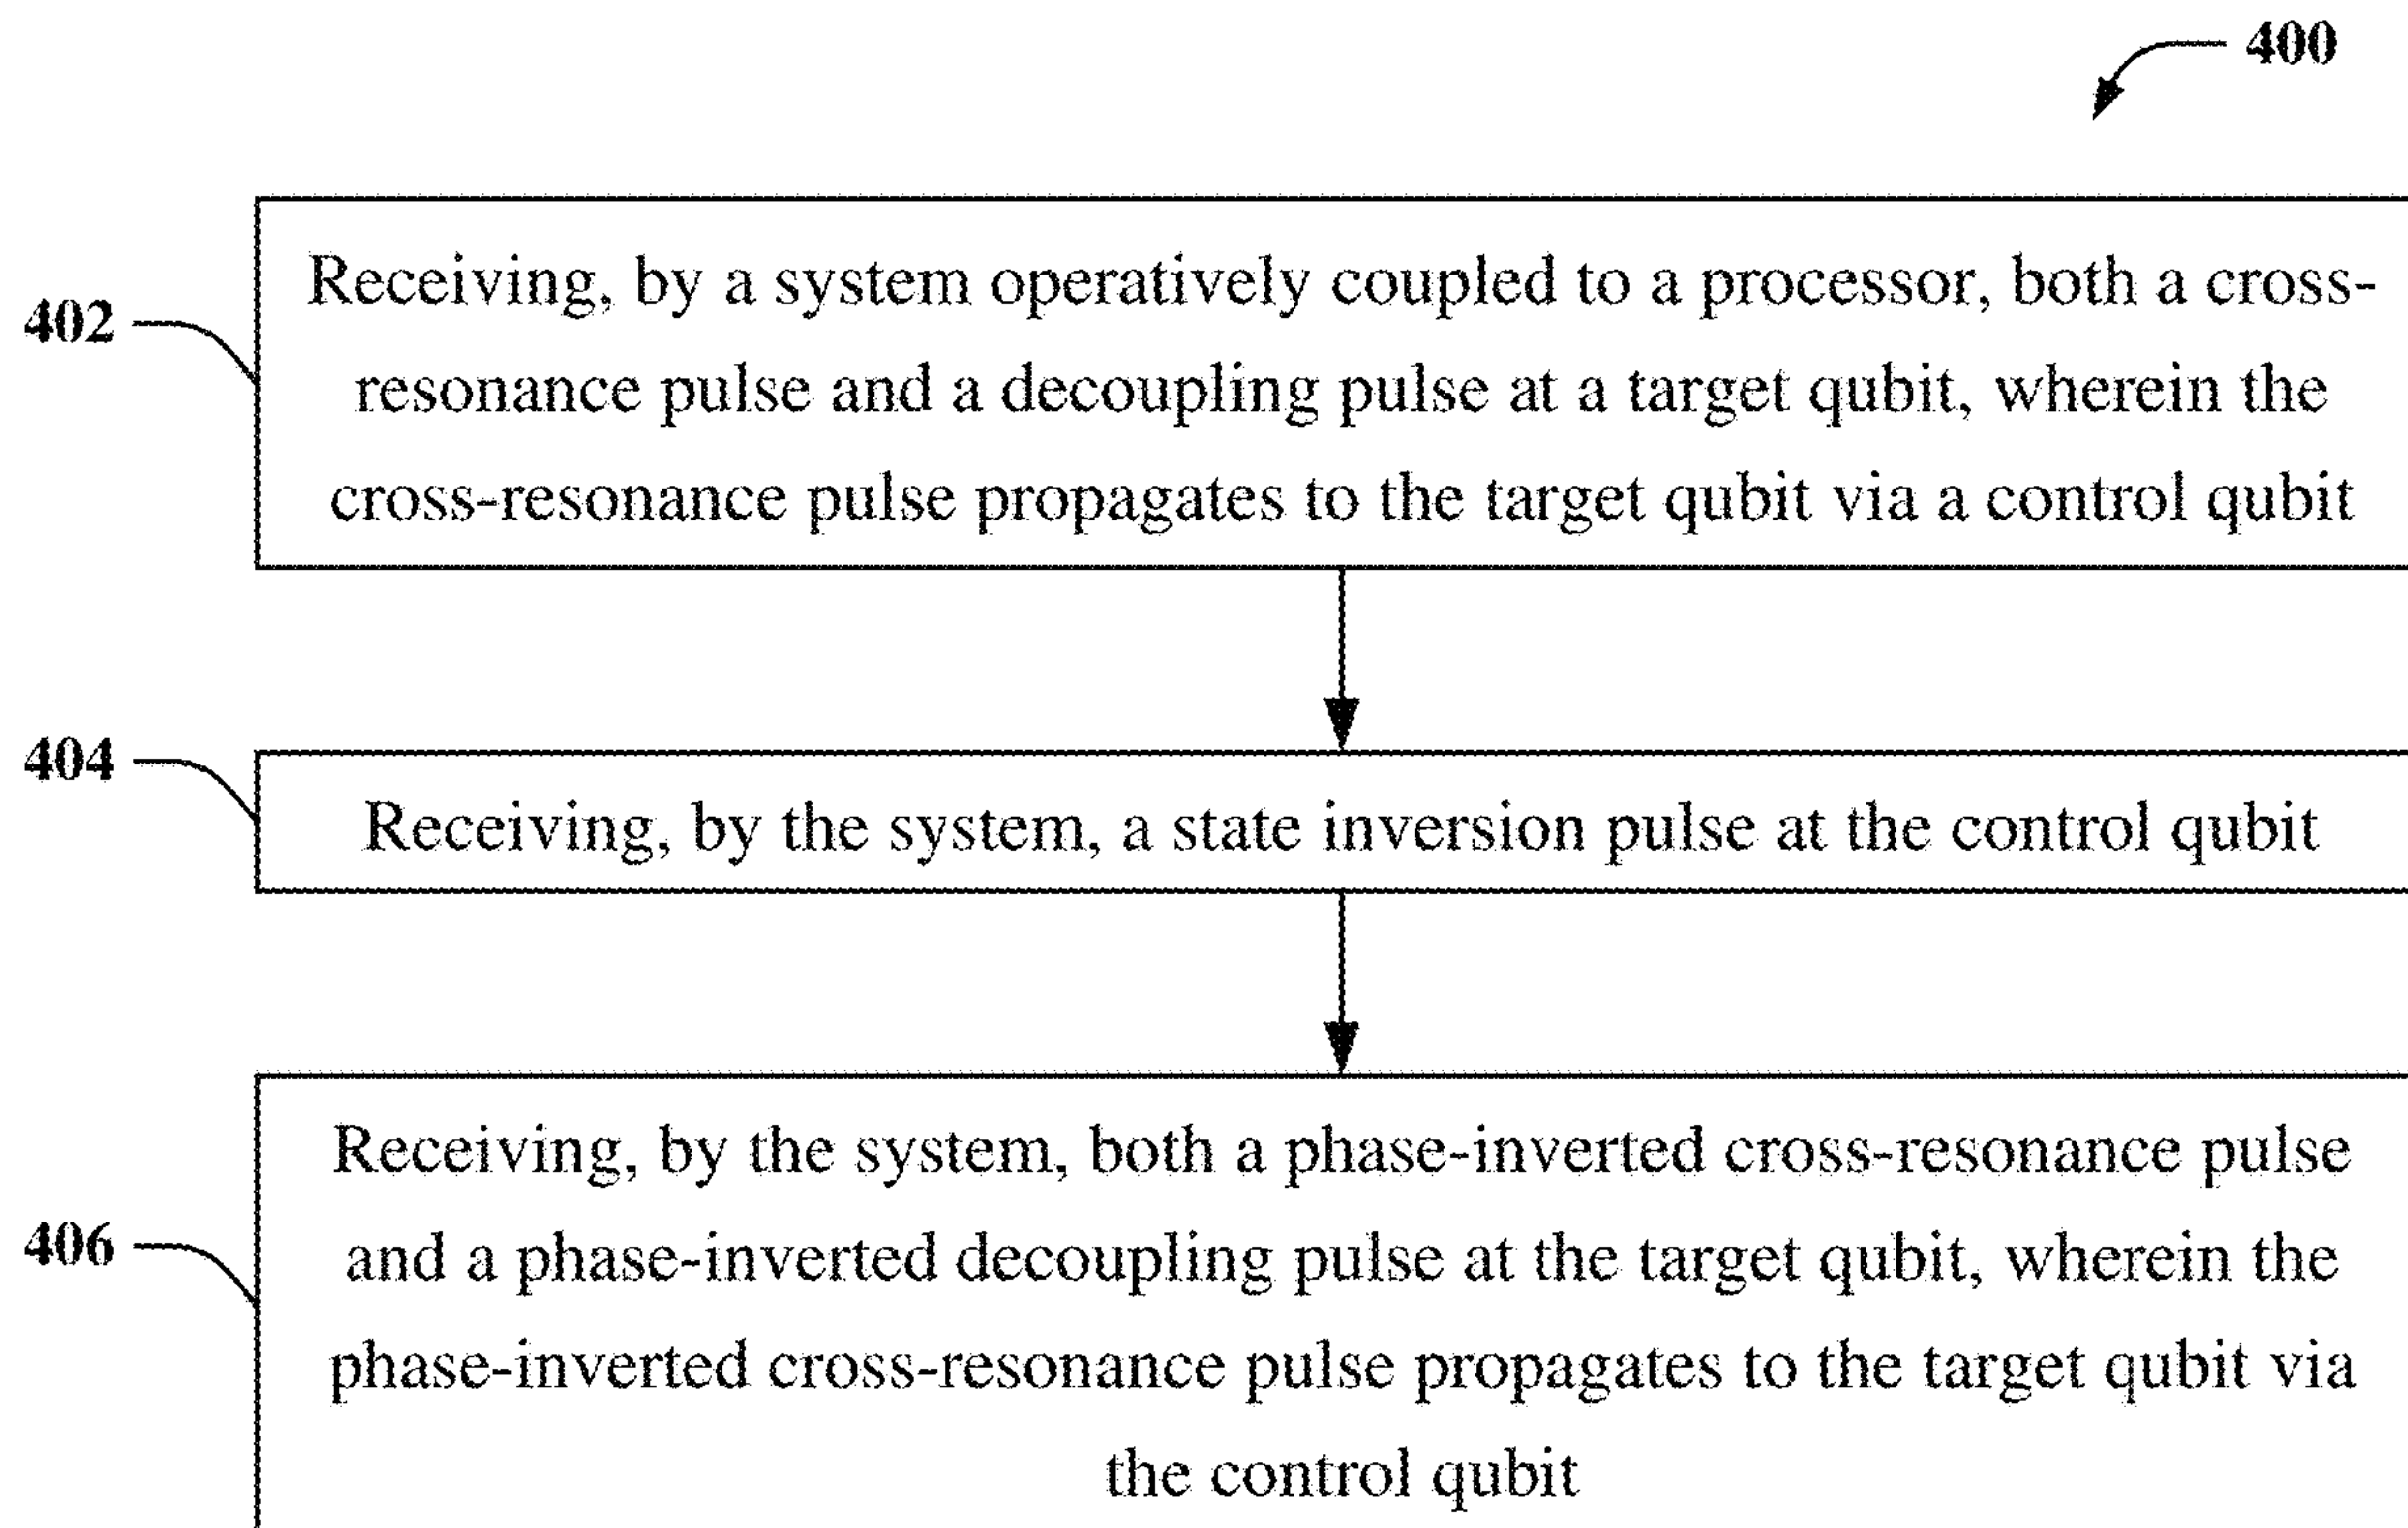 400
402
Receiving, by a system operatively coupled to a processor, both a cross-
resonance pulse and a decoupling pulse at a target qubit, wherein the
cross-resonance pulse propagates to the target qubit via a control qubit
404
Receiving, by the system, a state inversion pulse at the control qubit
406
Receiving, by the system, both a phase-inverted cross-resonance pulse
and a phase-inverted decoupling pulse at the target qubit, wherein the
phase-inverted cross-resonance pulse propagates to the target qubit via
the control qubit